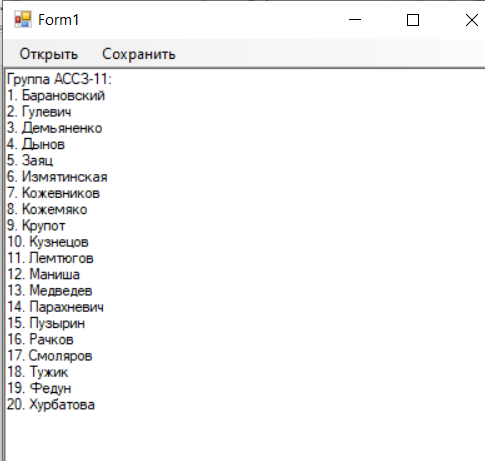 Form1
Открыть Сохранить
Группа АССЗ-11:
1. Барановский
2. Гулевич
3. Демьяненко
4. Дынов
5. Заяц
6. Измятинская
7. Кожевников
8. Кожемяко
9. Крупот
10. Кузнецов
11. Лемтюгов
12. Маниша
13. Медведев
14. Парахневич
15. Пузырин
16. Рачков
17. Смоляров
18. Тужик
19. Федун
20. Хурбатова